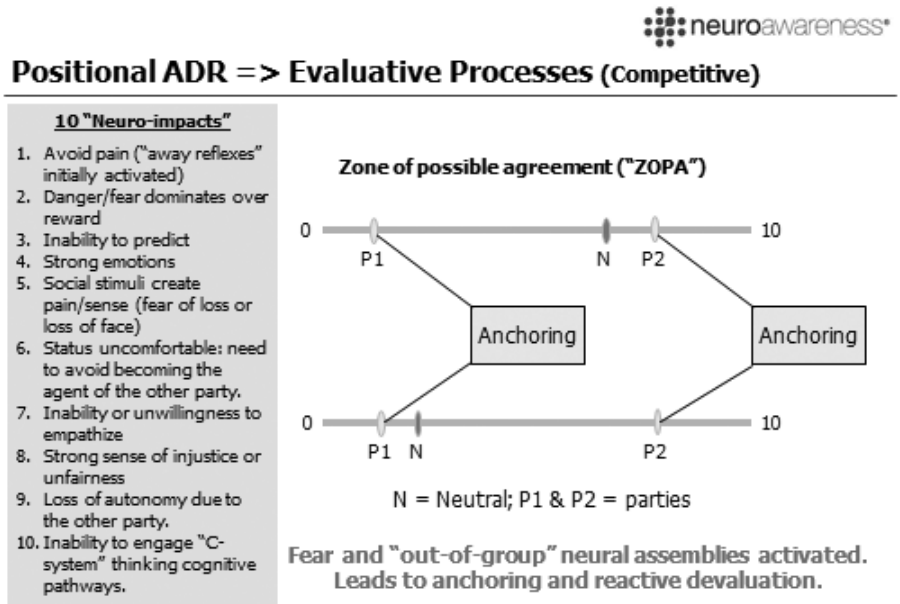 neuroawareness
Positional ADR => Evaluative Processes (Competitive)
10 "Neuro-impacts"
1. Avoid pain ("away reflexes"
initially activated)
2. Danger/fear dominates over
reward
3. Inability to predict
4. Strong emotions
5. Social stimuli create
pain/sense (fear of loss or
loss of face)
6. Status uncomfortable: need
to avoid becoming the
agent of the other party.
7. Inability or unwillingness to
empathize
8. Strong sense of injustice or
unfairness
9. Loss of autonomy due to
the other party.
10. Inability to engage "C-
system" thinking cognitive
pathways.
Zone of possible agreement ("ZOPA")
0 10
P1 N P2
Anchoring Anchoring
0 10
P1 N P2
N = Neutral; P1 & P2 = parties
Fear and "out-of-group" neural assemblies activated.
Leads to anchoring and reactive devaluation.